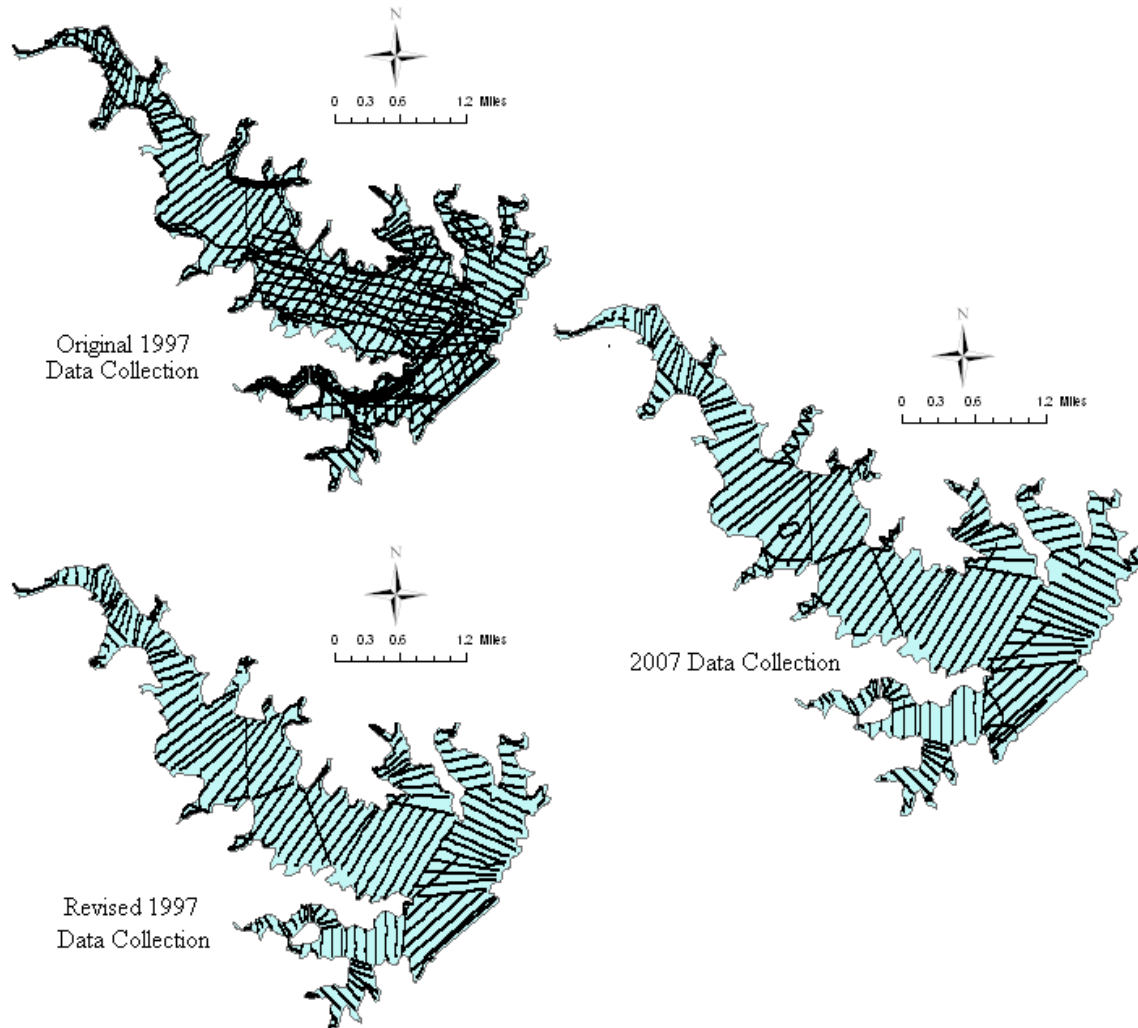 N
0 0.3 0.6 1.2 Miles
Original 1997
Data Collection
N
0 0.3 0.6 1.2 Miles
2007 Data Collection
N
0 0.3 0.6 1.2 Miles
Revised 1997
Data Collection